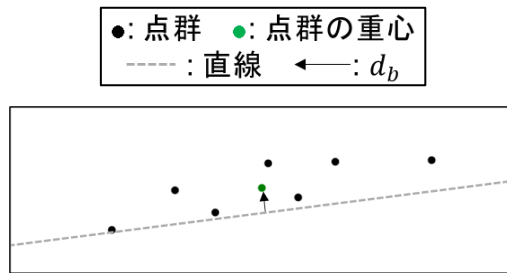 ●: 点群 ●: 点群の重心
-----: 直線 ←: d_b